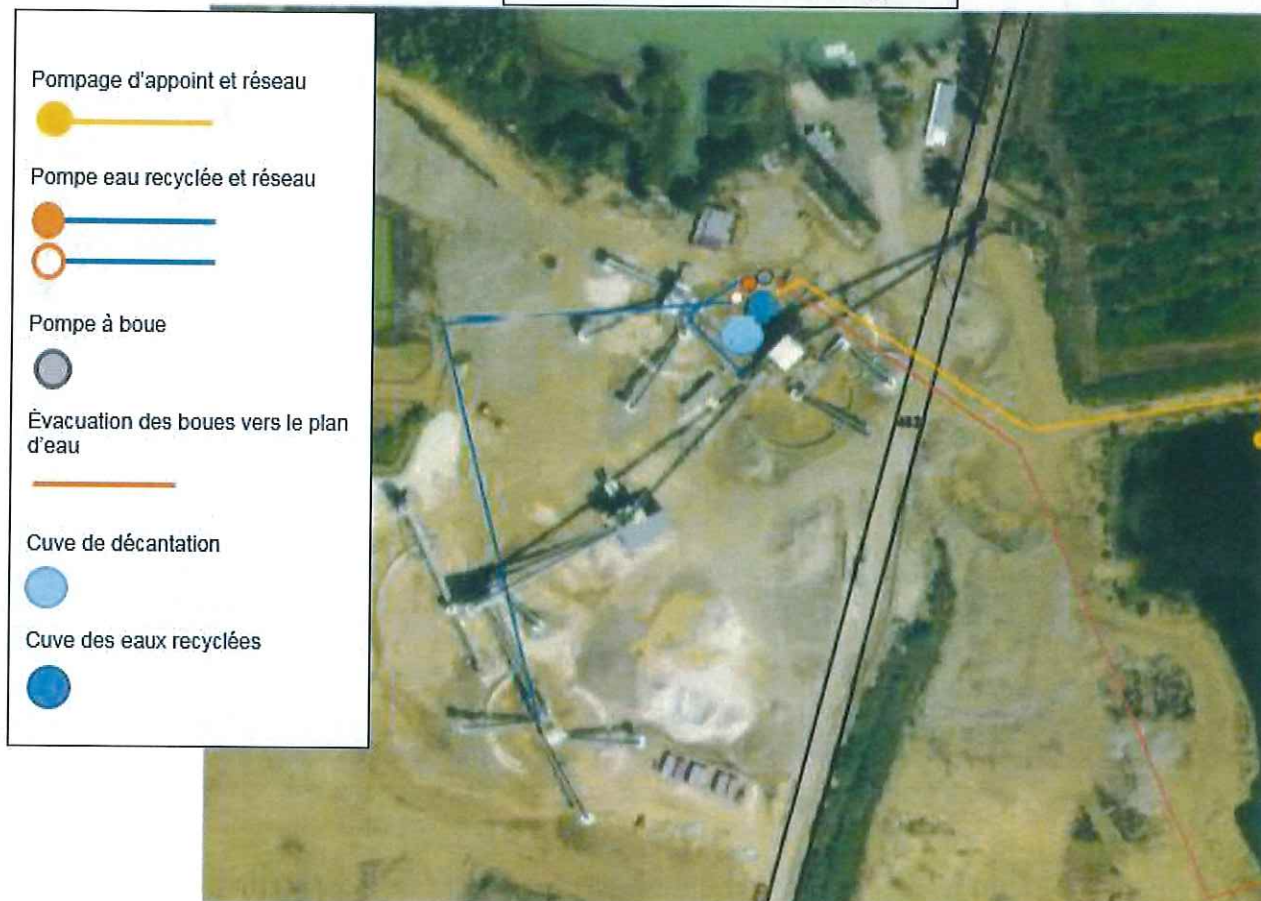 Pompage d'appoint et réseau
Pompe eau recyclée et réseau
Pompe à boue
Évacuation des boues vers le plan
d'eau
Cuve de décantation
Cuve des eaux recyclées